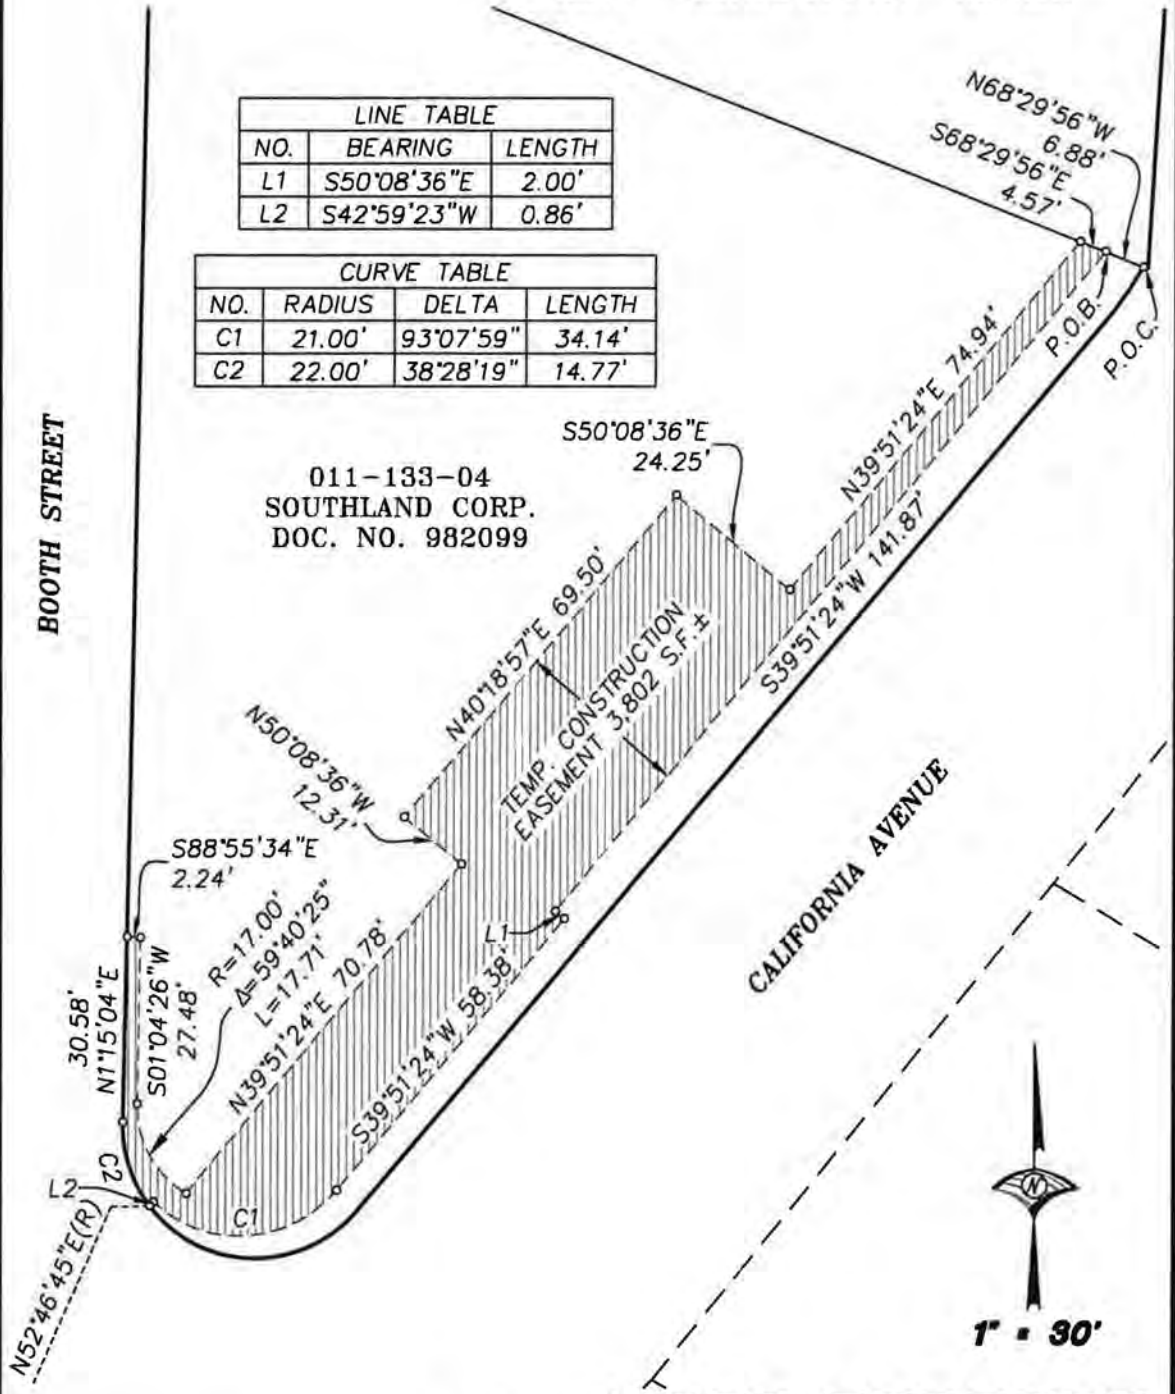 LINE TABLE
NO. BEARING LENGTH
L1 S50°08'36"E 2.00'
L2 S42°59'23"W 0.86'
CURVE TABLE
NO. RADIUS DELTA LENGTH
C1 21.00' 93°07'59" 34.14'
C2 22.00' 38°28'19" 14.77'
N68°29'56"W
6.88'
S68°29'56"E
4.57'
P.O.B.
P.O.C.
BOOTH STREET
011-133-04
SOUTHLAND CORP.
DOC. NO. 982099
S50°08'36"E
24.25'
N39°51'24"E 74.94'
S39°51'24"W 141.87'
N40°18'57"E 69.50'
TEMP. CONSTRUCTION
EASEMENT 3,802 S.F.±
N50°08'36"W
12.31'
S88°55'34"E
2.24'
R=17.00'
Δ=59°40'25"
L=17.71'
N39°51'24"E 70.78'
L1
S39°51'24"W 58.38'
30.58'
N1°15'04"E
S01°04'26"W
27.48'
C2
L2
C1
N52°46'45"E(R)
CALIFORNIA AVENUE
N
1" = 30'